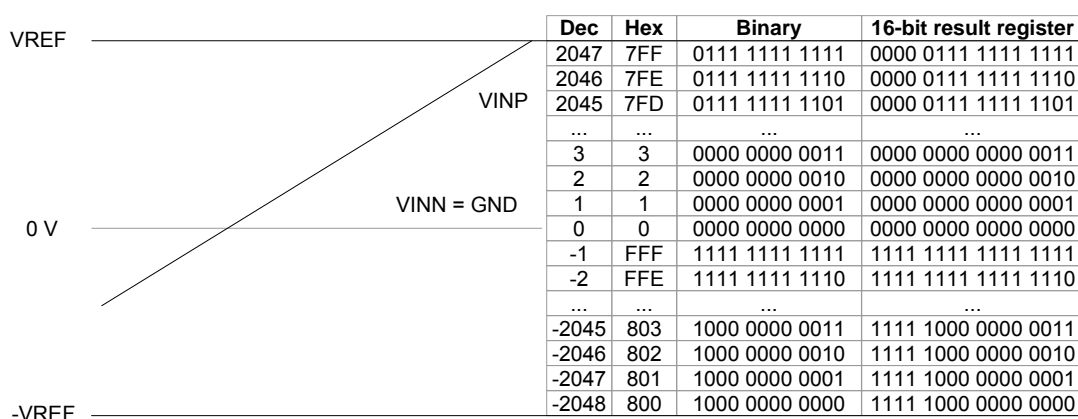 VREF
VINP
VINN = GND
0 V
-VREF
Dec Hex Binary 16-bit result register
2047 7FF 0111 1111 1111 0000 0111 1111 1111
2046 7FE 0111 1111 1110 0000 0111 1111 1110
2045 7FD 0111 1111 1101 0000 0111 1111 1101
... ... ... ...
3 3 0000 0000 0011 0000 0000 0000 0011
2 2 0000 0000 0010 0000 0000 0000 0010
1 1 0000 0000 0001 0000 0000 0000 0001
0 0 0000 0000 0000 0000 0000 0000 0000
-1 FFF 1111 1111 1111 1111 1111 1111 1111
-2 FFE 1111 1111 1110 1111 1111 1111 1110
... ... ... ...
-2045 803 1000 0000 0011 1111 1000 0000 0011
-2046 802 1000 0000 0010 1111 1000 0000 0010
-2047 801 1000 0000 0001 1111 1000 0000 0001
-2048 800 1000 0000 0000 1111 1000 0000 0000